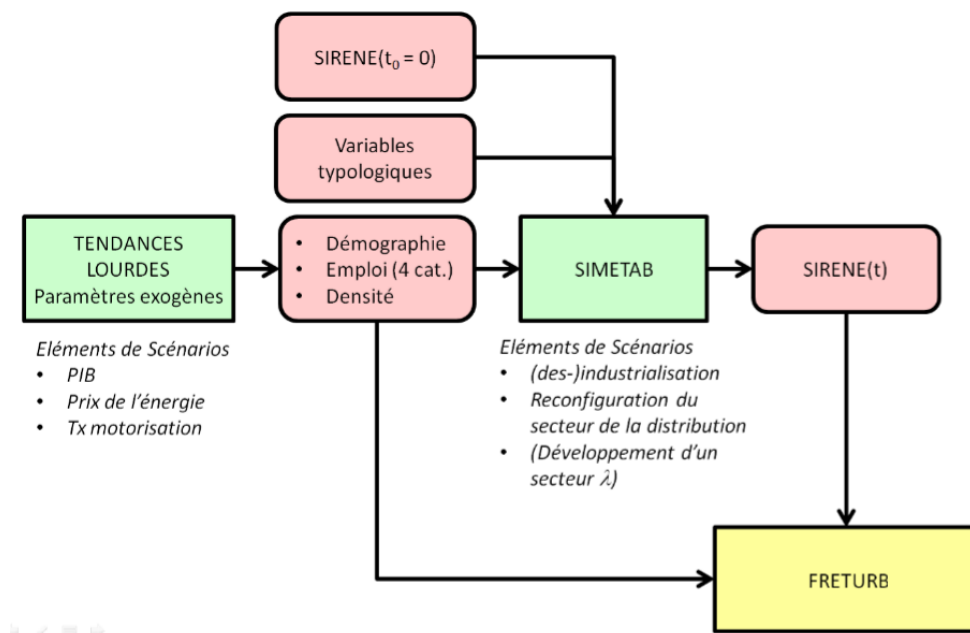 SIRENE(t₀ = 0)
Variables
typologiques
TENDANCES
LOURDES
Paramètres exogènes
• Démographie
• Emploi (4 cat.)
• Densité
SIMETAB
SIRENE(t)
Eléments de Scénarios
• PIB
• Prix de l'énergie
• Tx motorisation
Eléments de Scénarios
• (des-)industrialisation
• Reconfiguration du
secteur de la distribution
• (Développement d'un
secteur λ)
FRETURB